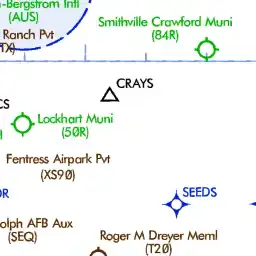 -Bergstrom Intl
(AUS)
Ranch Pvt
TX)
Smithville Crawford Muni
(84R)
CRAYS
CS
Lockhart Muni
(50R)
Fentress Airpark Pvt
(XS90)
OR
SEEDS
olph AFB Aux
(SEQ)
Roger M Dreyer Meml
(T20)